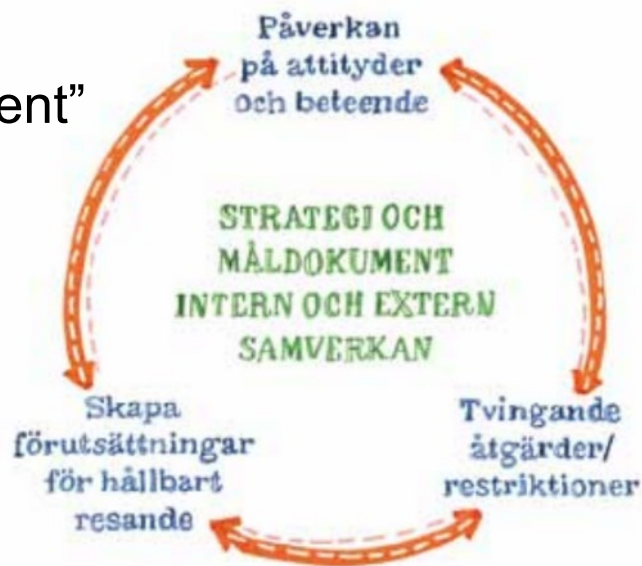 Påverkan
på attityder
och beteende
ent”
STRATEGI OCH
MÅLDOKUMENT
INTERN OCH EXTERN
SAMVERKAN
Skapa
förutsättningar
för hållbart
resande
Tvingande
åtgärder/
restriktioner